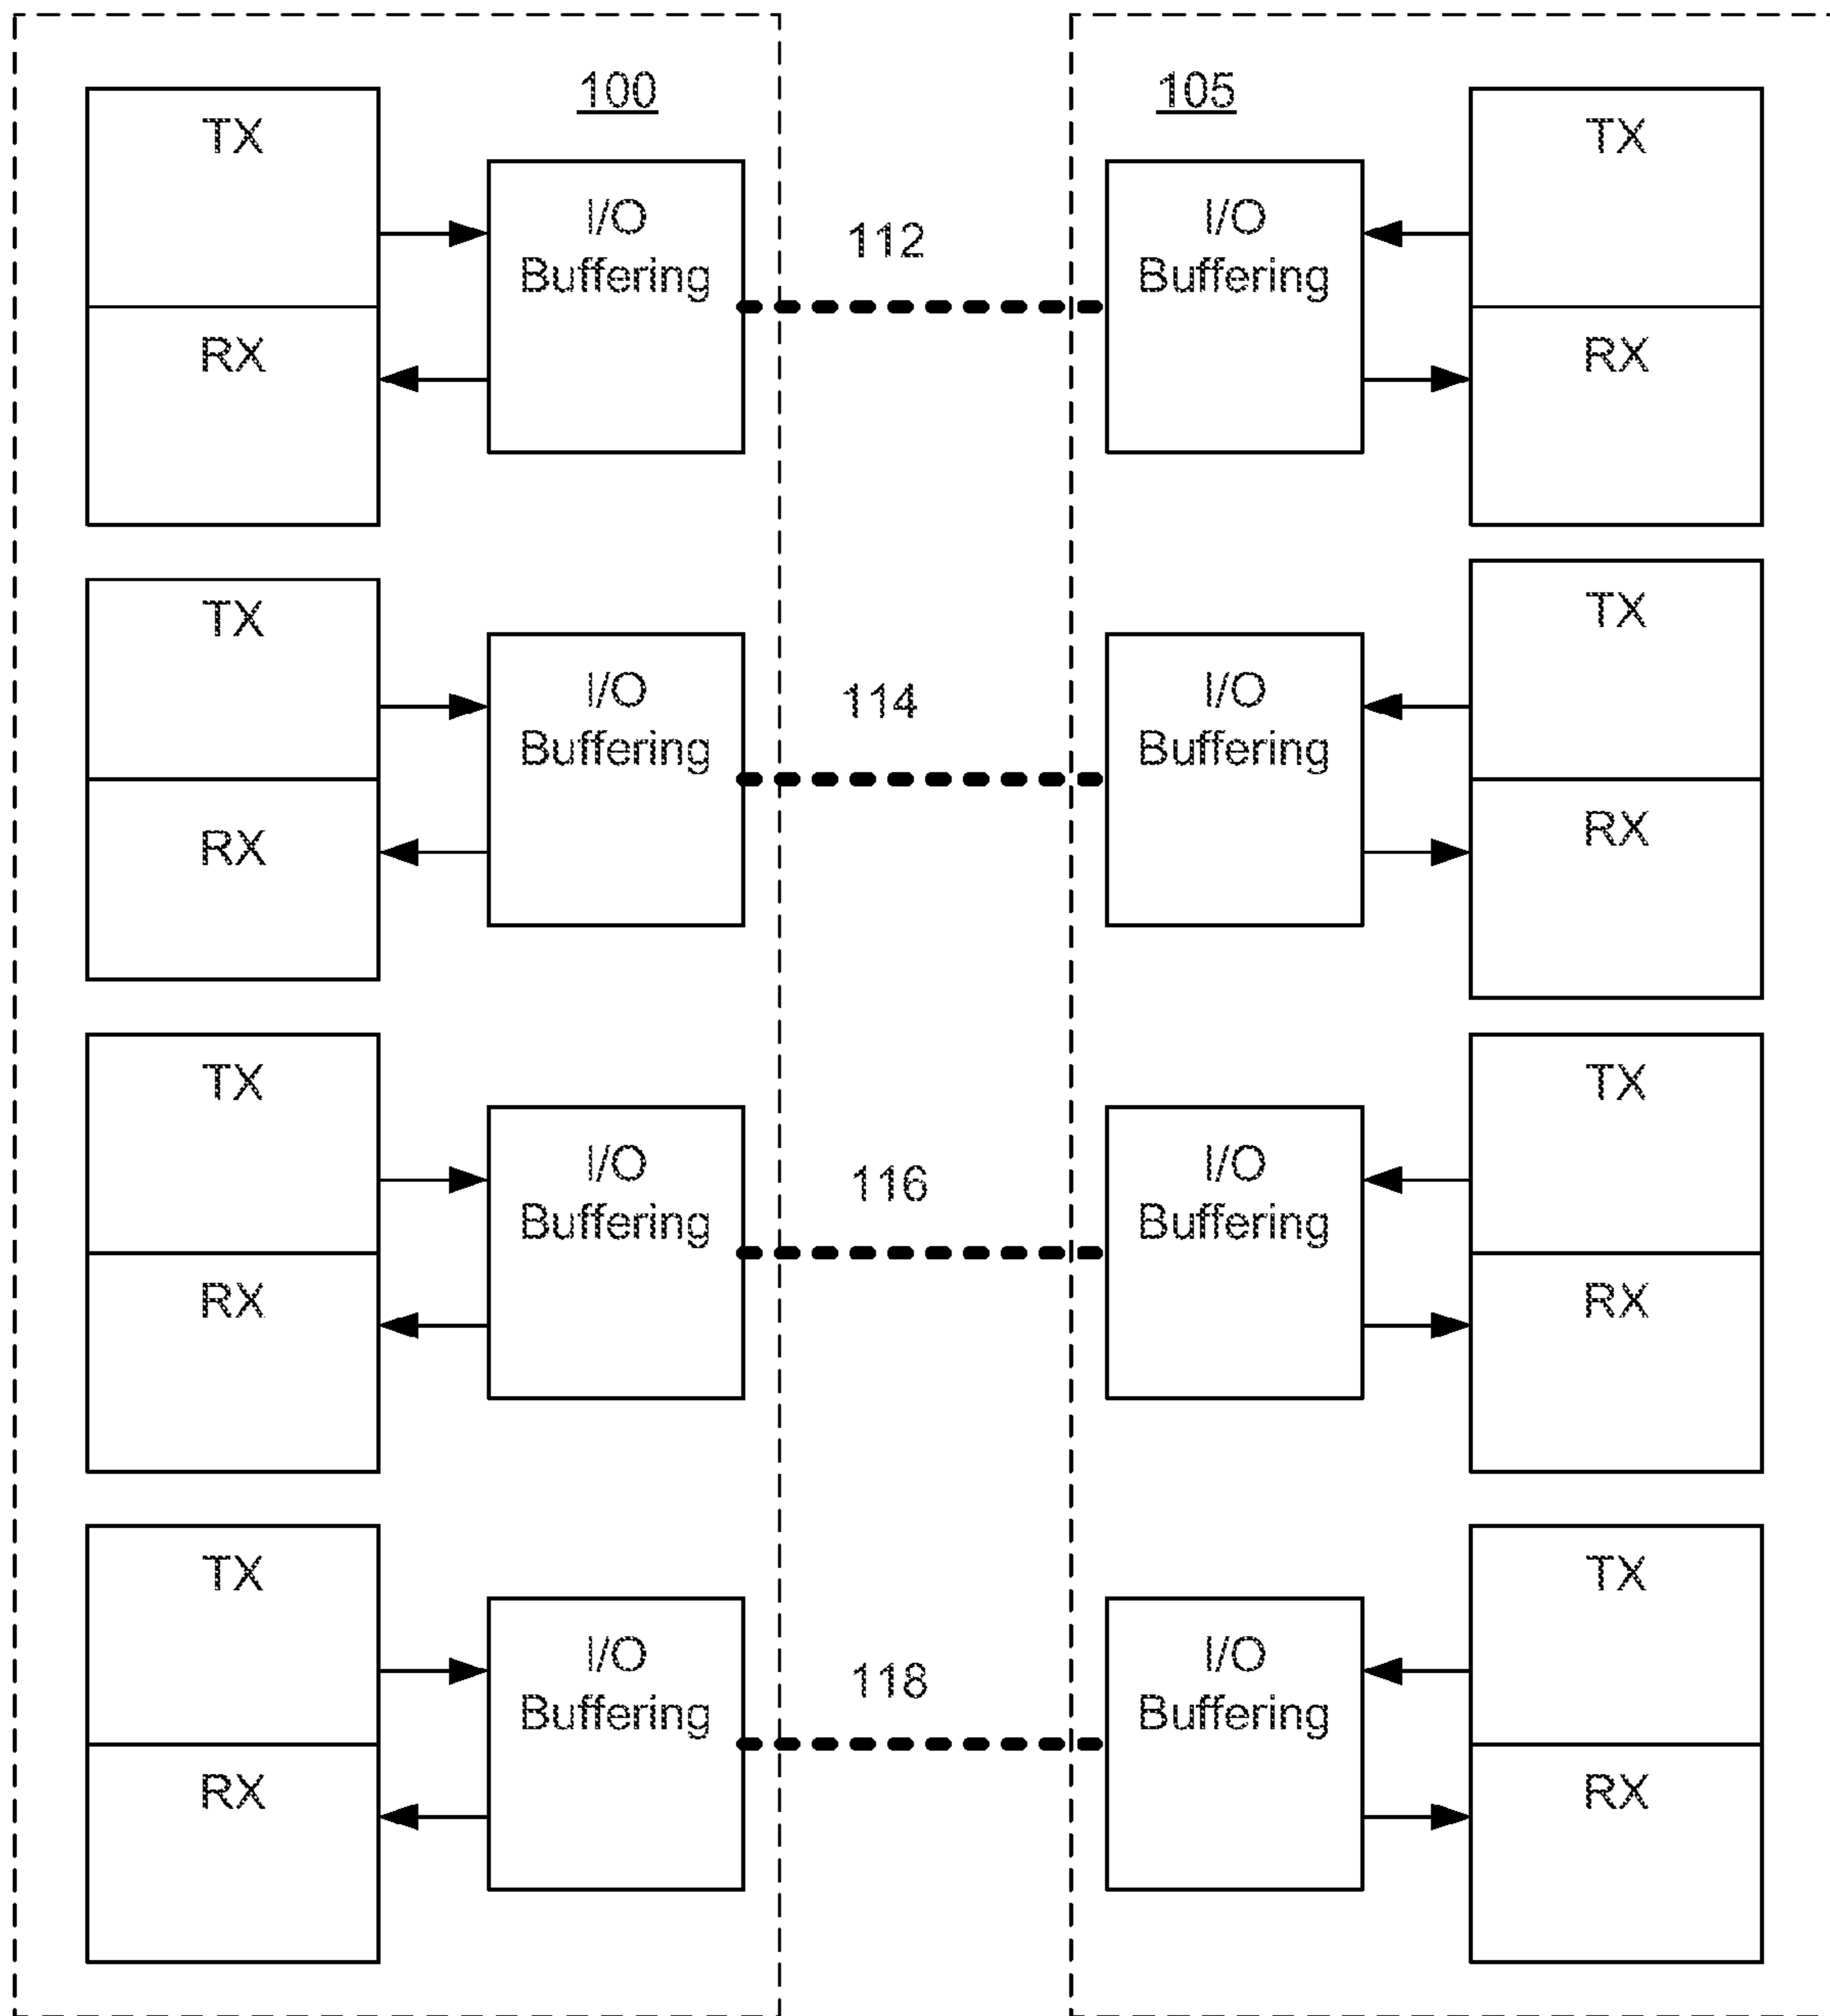 100
105
TX
I/O
Buffering
RX
112
I/O
Buffering
TX
RX
TX
I/O
Buffering
RX
114
I/O
Buffering
TX
RX
TX
I/O
Buffering
RX
116
I/O
Buffering
TX
RX
TX
I/O
Buffering
RX
118
I/O
Buffering
TX
RX